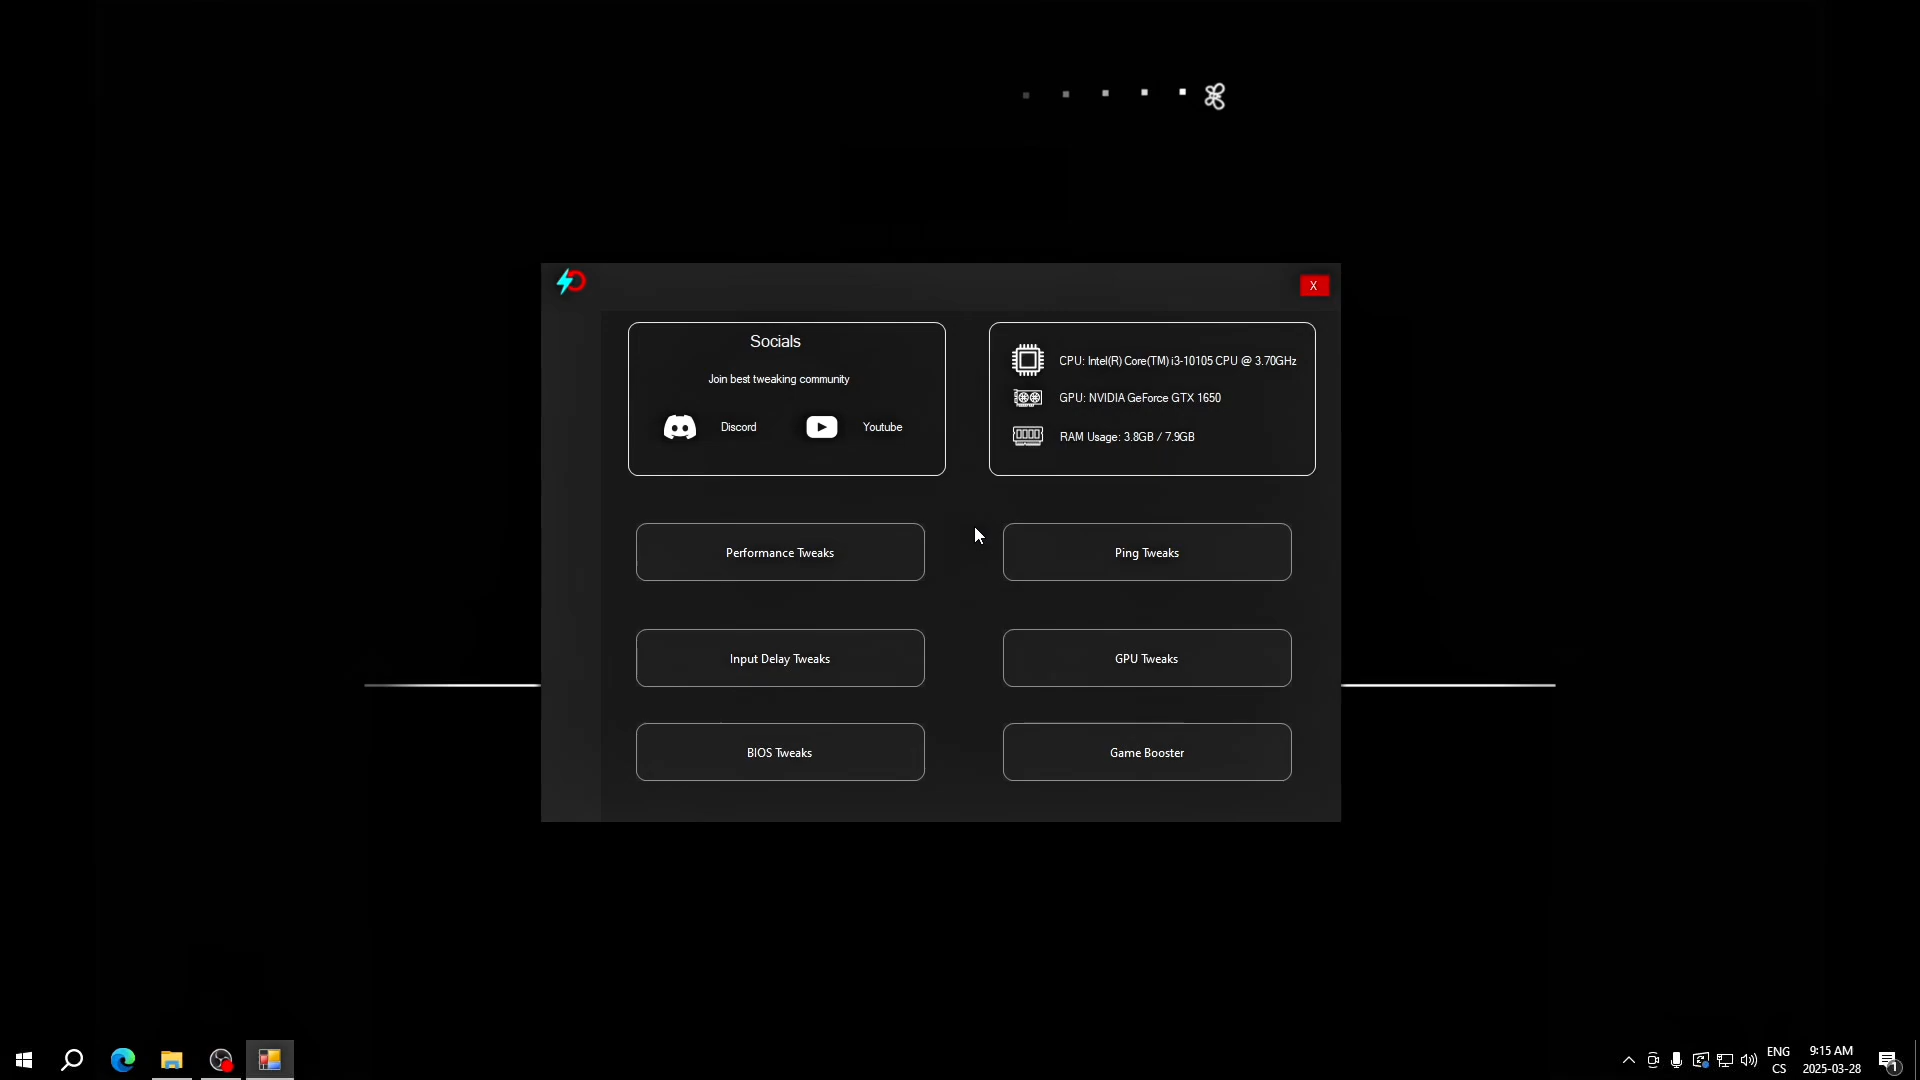 X
Socials
Join best tweaking community
Discord
Youtube
CPU: Intel(R) Core(TM) i3-10105 CPU @ 3.70GHz
GPU: NVIDIA GeForce GTX 1650
RAM Usage: 3.8GB / 7.9GB
Performance Tweaks
Ping Tweaks
Input Delay Tweaks
GPU Tweaks
BIOS Tweaks
Game Booster
ENG
CS
9:15 AM
2025-03-28
1